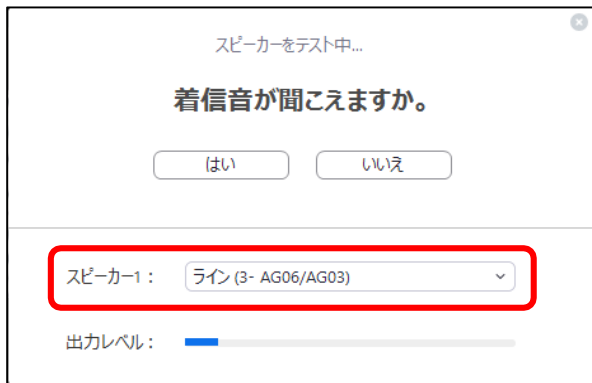 スピーカーをテスト中...
着信音が聞こえますか。
はい いいえ
スピーカー1： ライン (3- AG06/AG03)
出力レベル：